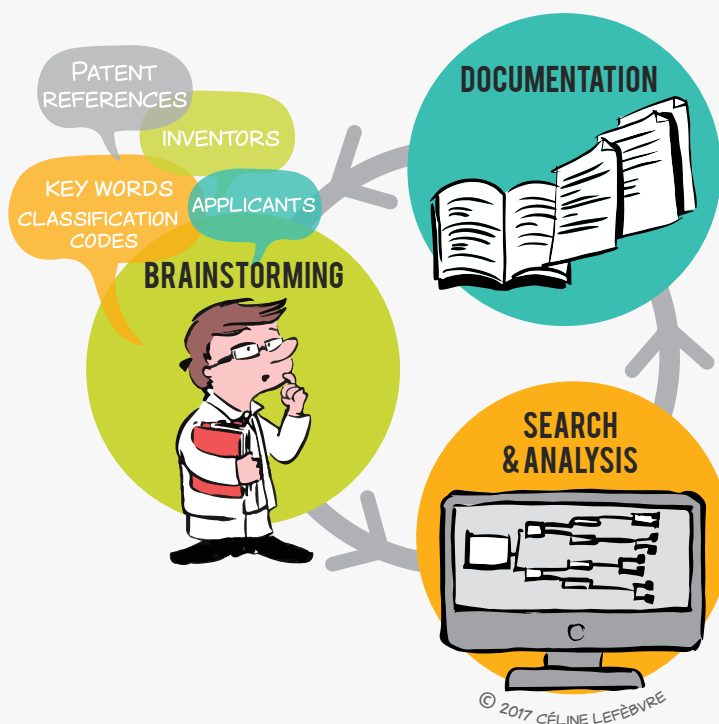 PATENT
REFERENCES
INVENTORS
KEY WORDS
CLASSIFICATION
CODES
APPLICANTS
BRAINSTORMING
DOCUMENTATION
SEARCH
& ANALYSIS
© 2017 CÉLINE LEFÈBVRE